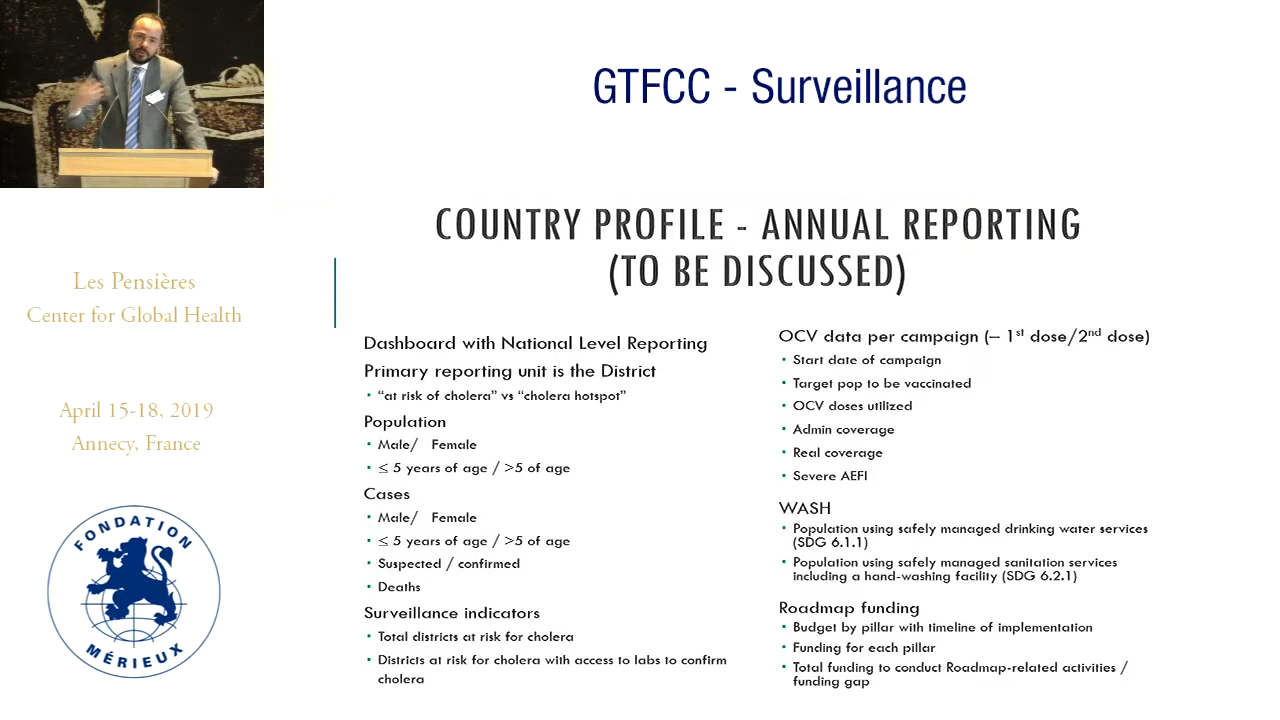 GTFCC - Surveillance
COUNTRY PROFILE - ANNUAL REPORTING
(TO BE DISCUSSED)
Les Pensières
Center for Global Health
April 15-18, 2019
Annecy, France
FONDATION
MÉRIEUX
Dashboard with National Level Reporting
Primary reporting unit is the District
▪ “at risk of cholera” vs “cholera hotspot”
Population
▪ Male/ Female
▪ ≤ 5 years of age / >5 of age
Cases
▪ Male/ Female
▪ ≤ 5 years of age / >5 of age
▪ Suspected / confirmed
▪ Deaths
Surveillance indicators
▪ Total districts at risk for cholera
▪ Districts at risk for cholera with access to labs to confirm
cholera
OCV data per campaign (– 1st dose/2nd dose)
▪ Start date of campaign
▪ Target pop to be vaccinated
▪ OCV doses utilized
▪ Admin coverage
▪ Real coverage
▪ Severe AEFI
WASH
▪ Population using safely managed drinking water services
(SDG 6.1.1)
▪ Population using safely managed sanitation services
including a hand-washing facility (SDG 6.2.1)
Roadmap funding
▪ Budget by pillar with timeline of implementation
▪ Funding for each pillar
▪ Total funding to conduct Roadmap-related activities /
funding gap